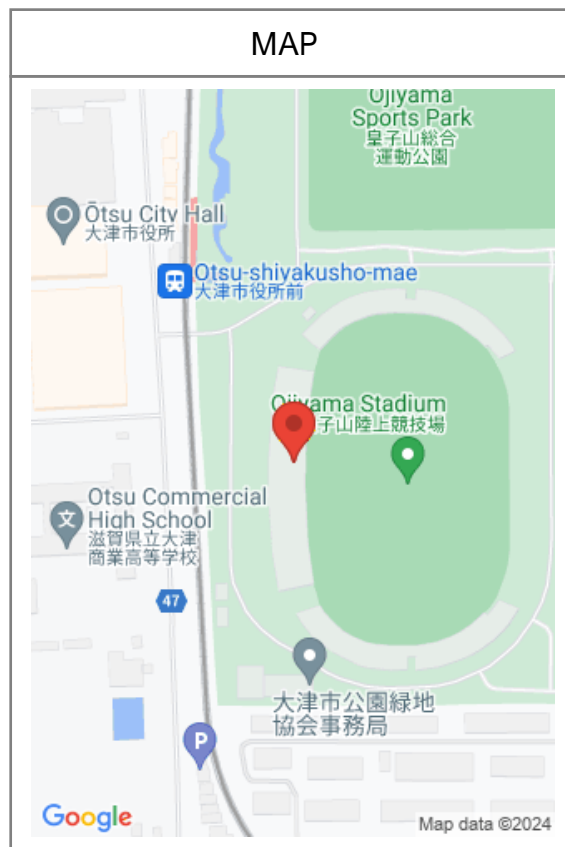 MAP
Ojiyama
Sports Park
皇子山総合
運動公園
Ōtsu City Hall
大津市役所
Otsu-shiyakusho-mae
大津市役所前
Ojiyama Stadium
子山陸上競技場
Otsu Commercial
High School
滋賀県立大津
商業高等学校
文
47
大津市公園緑地
協会事務局
P
Google
Map data ©2024